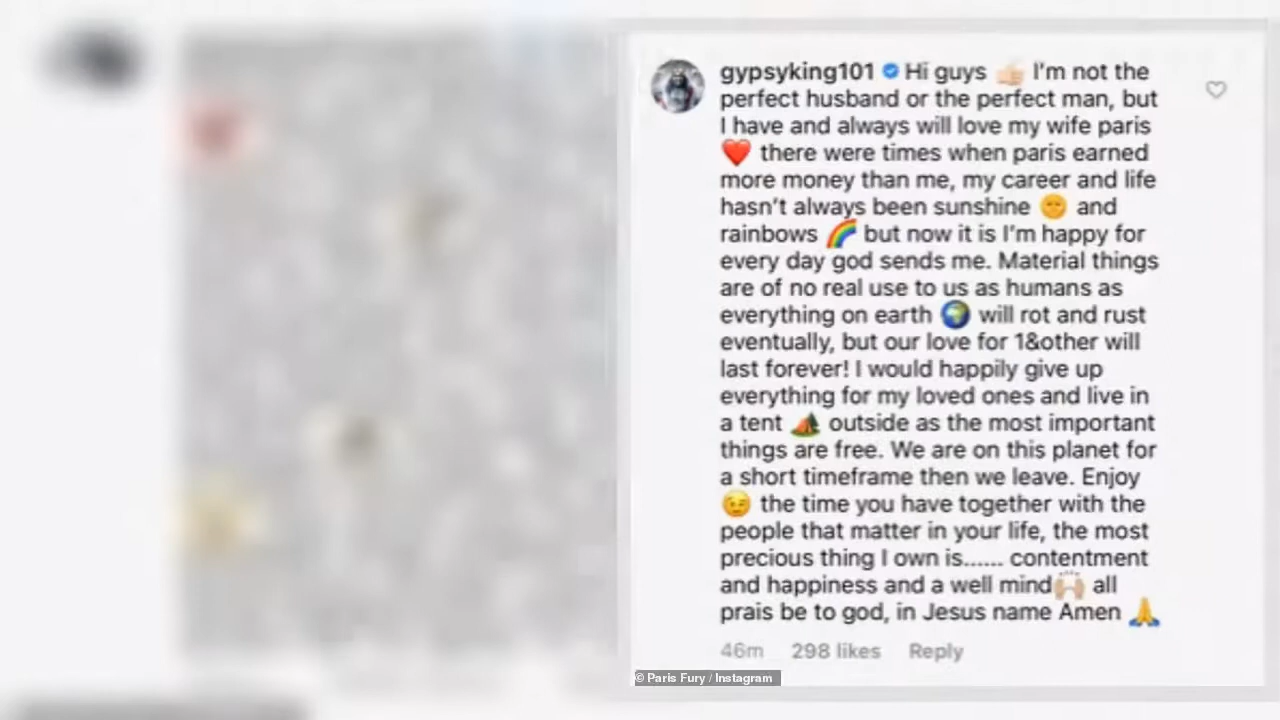 gypsyking101 Hi guys 👍🏻 I'm not the
perfect husband or the perfect man, but
I have and always will love my wife paris
❤️ there were times when paris earned
more money than me, my career and life
hasn't always been sunshine 🌞 and
rainbows 🌈 but now it is I'm happy for
every day god sends me. Material things
are of no real use to us as humans as
everything on earth 🌍 will rot and rust
eventually, but our love for 1&other will
last forever! I would happily give up
everything for my loved ones and live in
a tent 🏕 outside as the most important
things are free. We are on this planet for
a short timeframe then we leave. Enjoy
😉 the time you have together with the
people that matter in your life, the most
precious thing I own is...... contentment
and happiness and a well mind🙌🏼 all
prais be to god, in Jesus name Amen 🙏
46m 298 likes Reply
© Paris Fury / Instagram